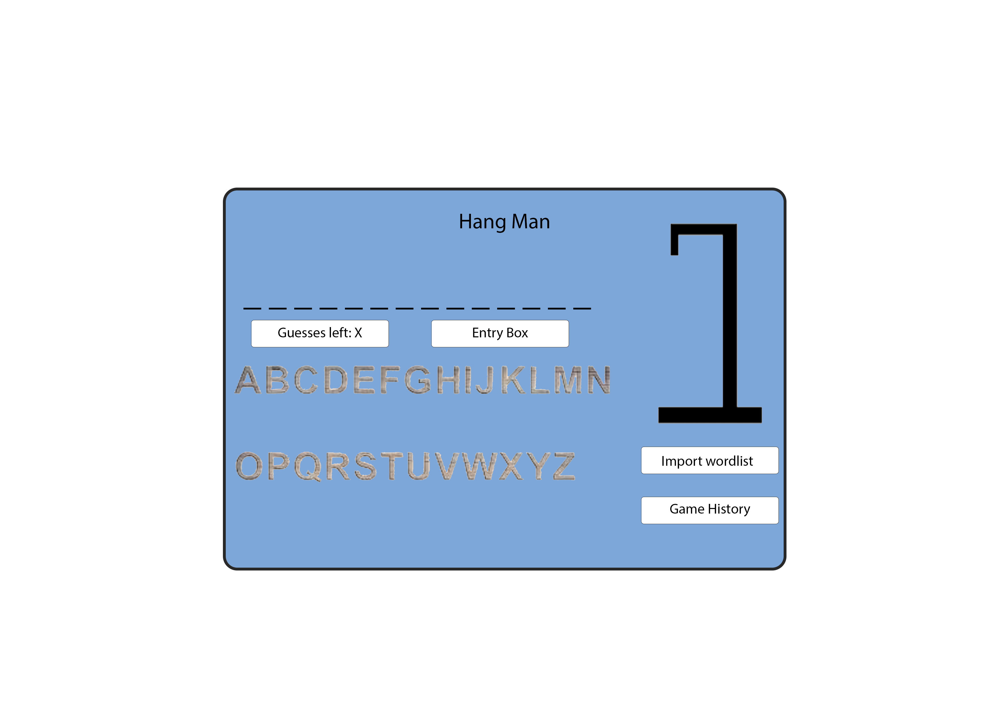 Hang Man
Guesses left: X
Entry Box
ABCDEFGHIJKLMN
OPQRSTUVWXYZ
Import wordlist
Game History